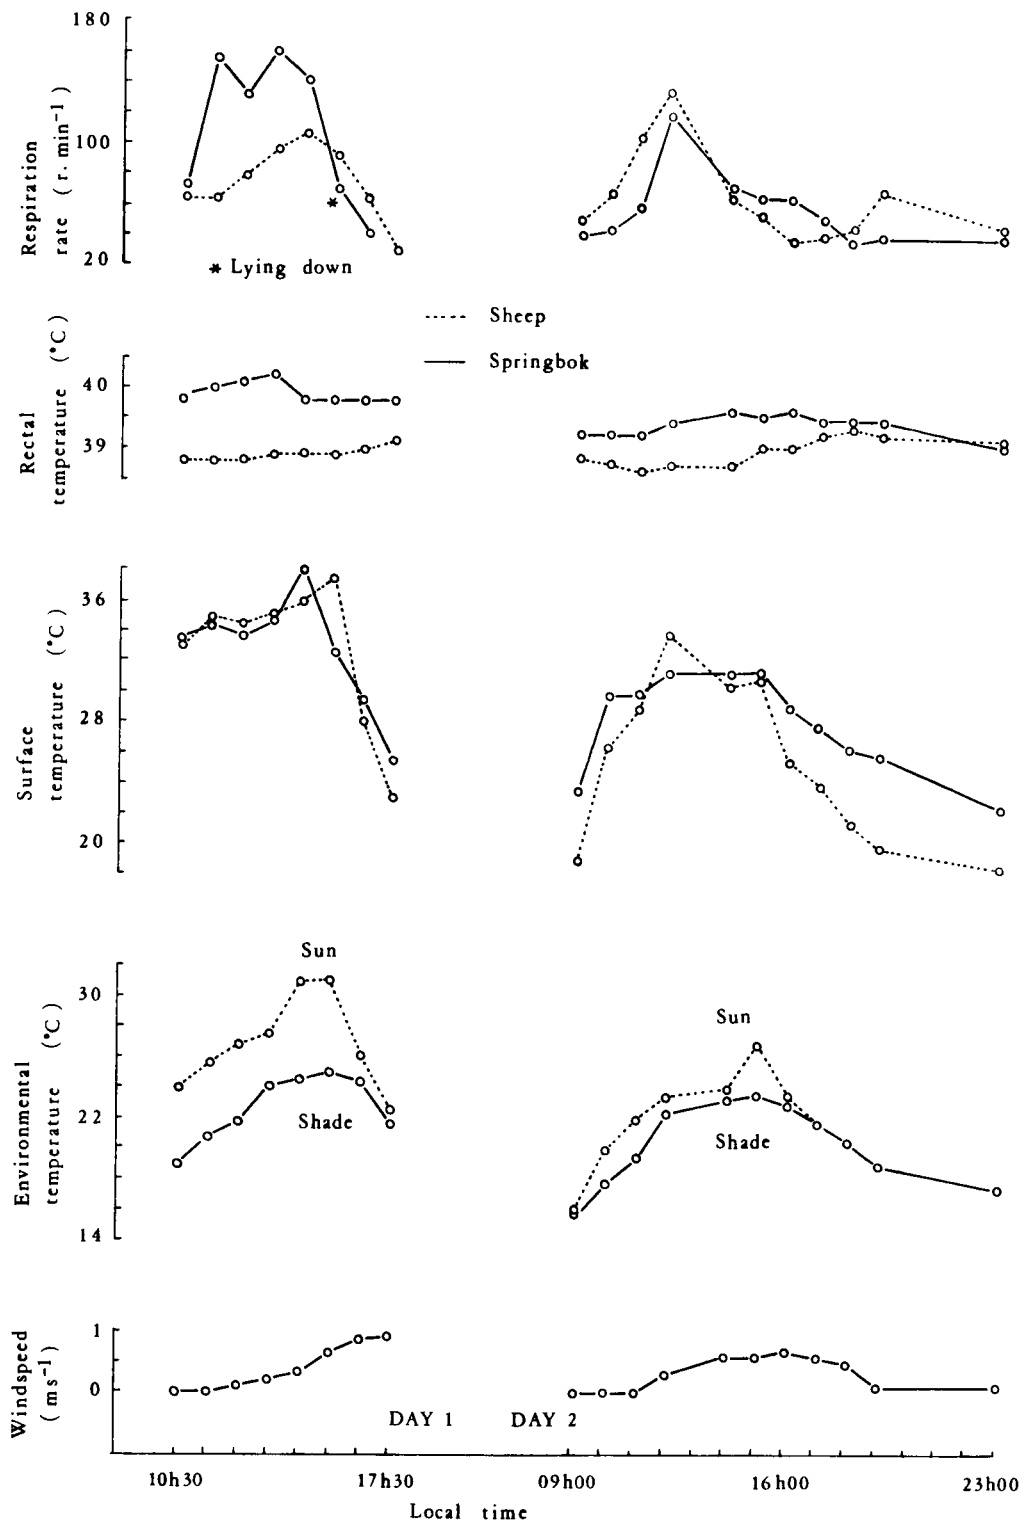 180
100
20
Respiration
rate (r. min⁻¹)
* Lying down
Sheep
Springbok
40
39
Rectal
temperature (°C)
36
28
20
Surface
temperature (°C)
Sun
30
22
14
Shade
Sun
Shade
Environmental
temperature (°C)
1
0
Windspeed
(ms⁻¹)
DAY 1 DAY 2
10h30 17h30 09h00 16h00 23h00
Local time